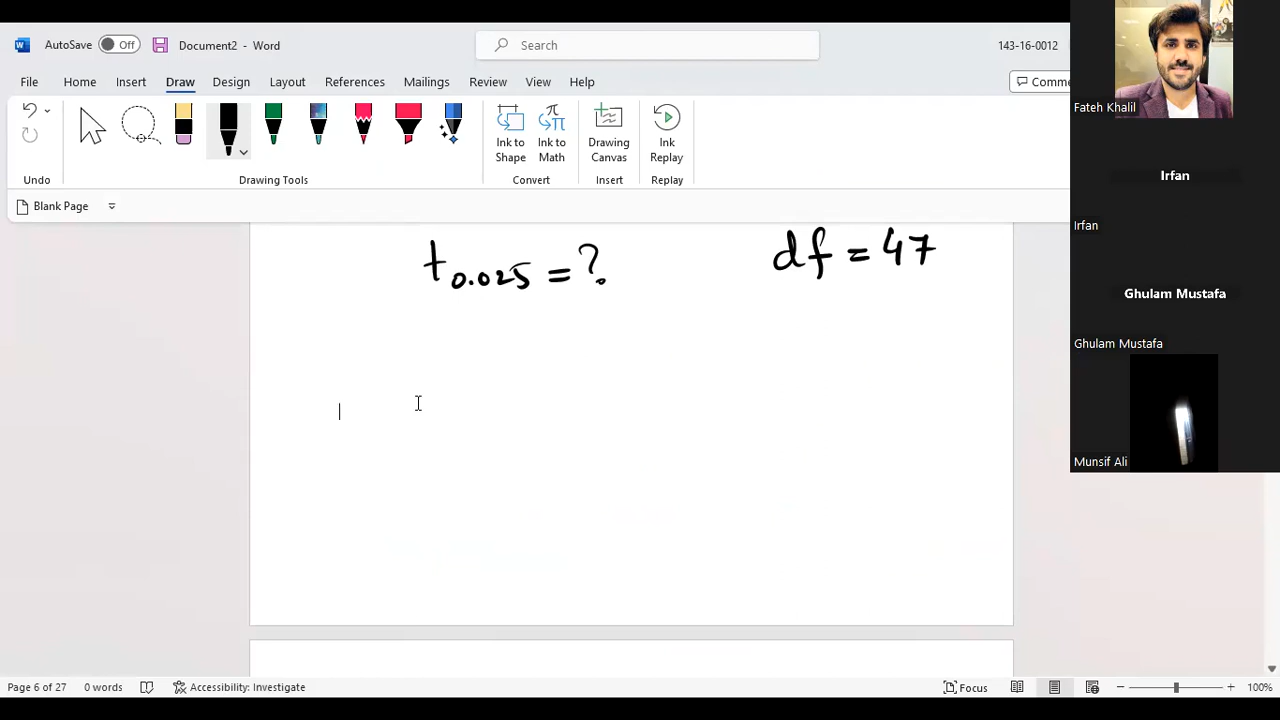 AutoSave Off Document2 - Word Search 143-16-0012
File Home Insert Draw Design Layout References Mailings Review View Help Comme
Ink to Shape Ink to Math Drawing Canvas Ink Replay
Undo Drawing Tools Convert Insert Replay
Blank Page
t0.025 = ? df = 47
Fateh Khalil
Irfan
Irfan
Ghulam Mustafa
Ghulam Mustafa
Munsif Ali
Page 6 of 27 0 words Accessibility: Investigate Focus 100%